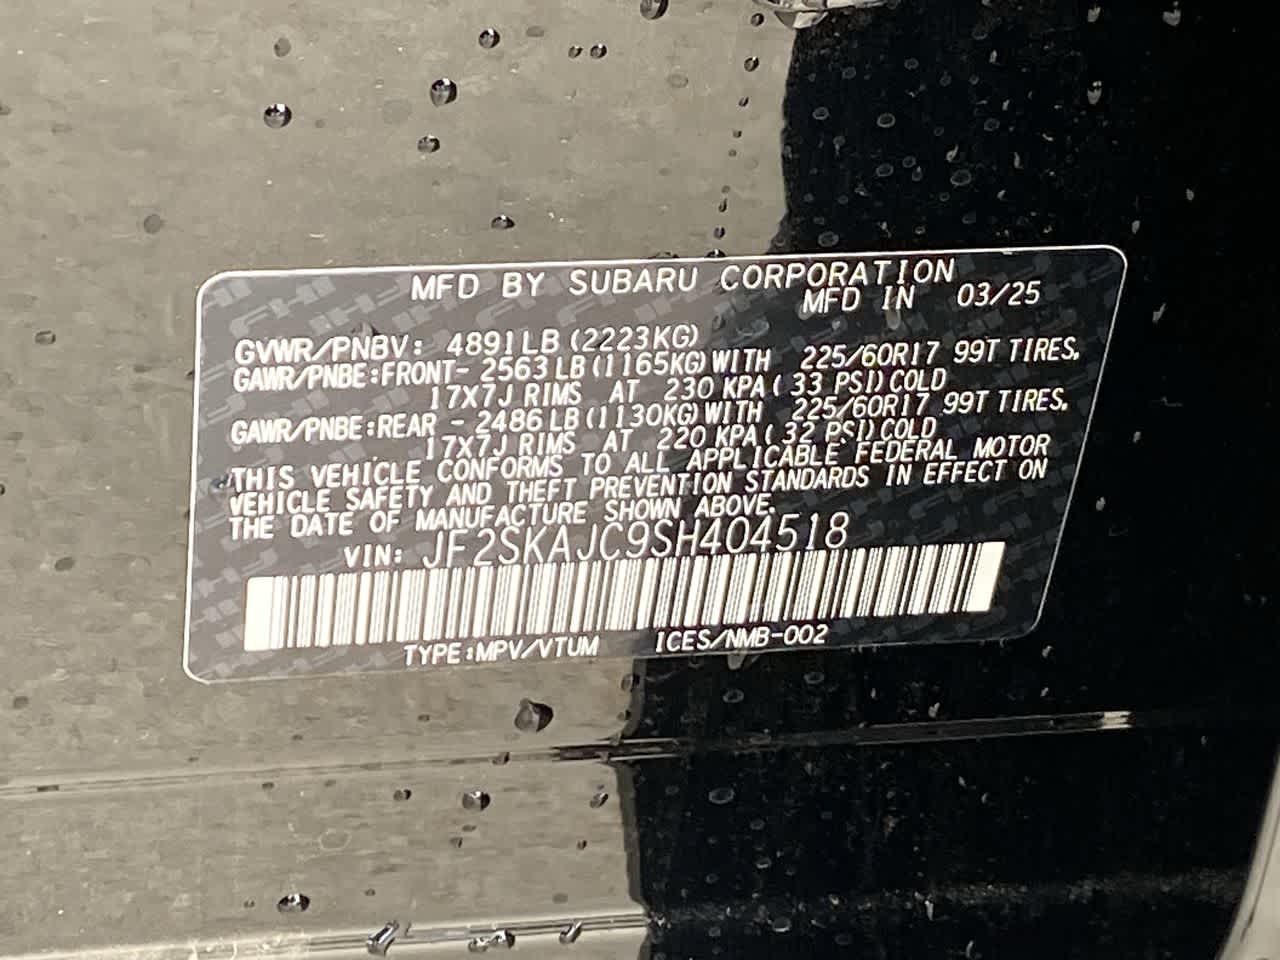 MFD BY SUBARU CORPORATION
MFD IN 03/25
GVWR/PNBV: 4891LB (2223KG)
GAWR/PNBE:FRONT- 2563LB(1165KG)WITH 225/60R17 99T TIRES.
17X7J RIMS AT 230 KPA( 33 PSI)COLD
GAWR/PNBE:REAR - 2486LB(1130KG)WITH 225/60R17 99T TIRES.
17X7J RIMS AT 220 KPA( 32 PSI)COLD
THIS VEHICLE CONFORMS TO ALL APPLICABLE FEDERAL MOTOR
VEHICLE SAFETY AND THEFT PREVENTION STANDARDS IN EFFECT ON
THE DATE OF MANUFACTURE SHOWN ABOVE.
VIN: JF2SKAJC9SH404518
TYPE:MPV/VTUM ICES/NMB-002